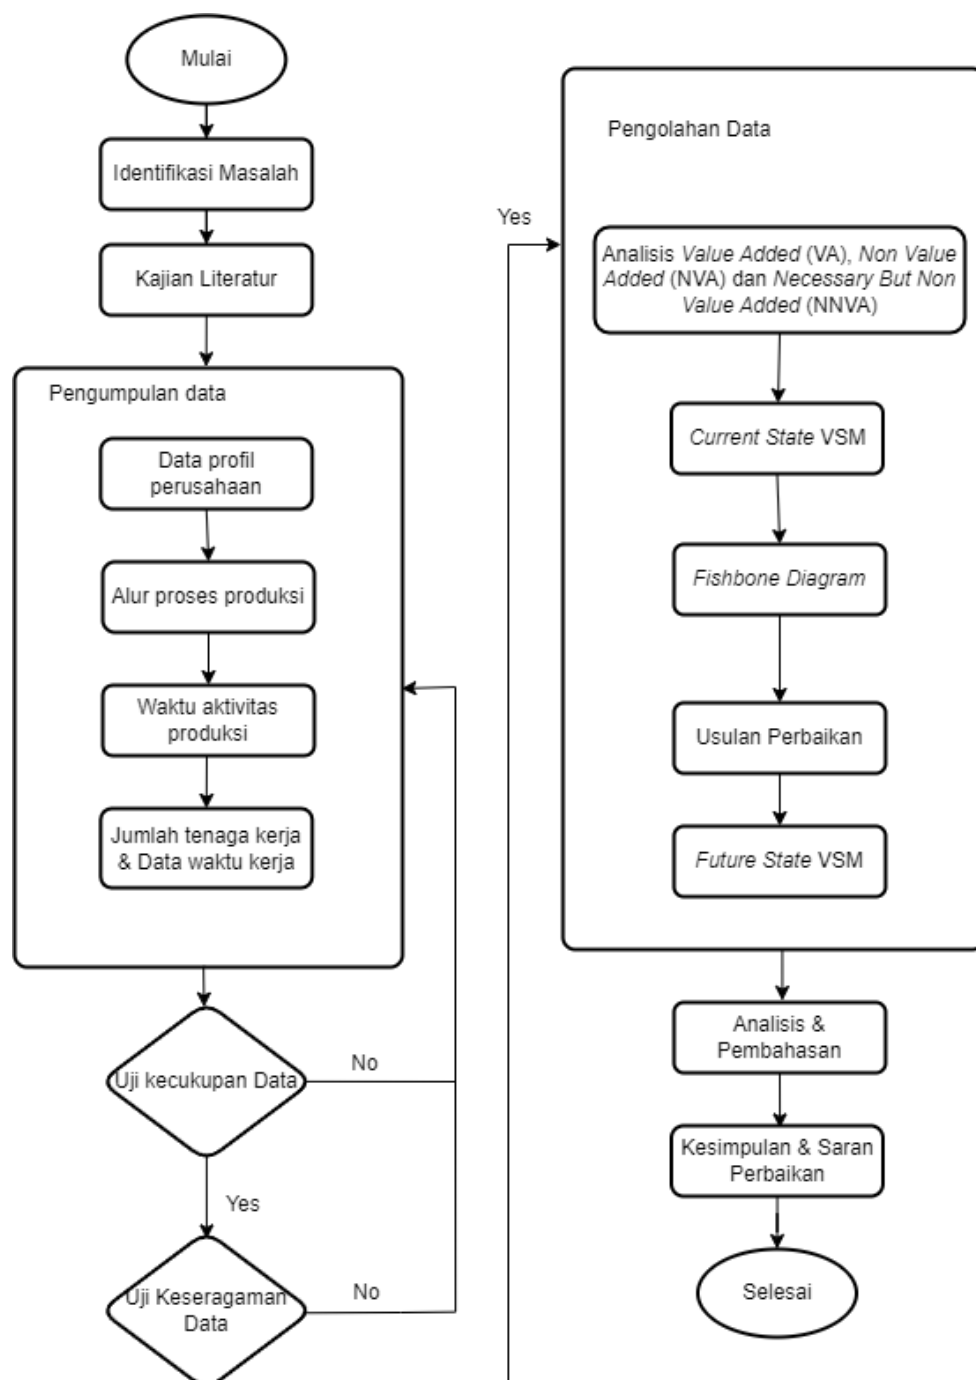 Mulai
Identifikasi Masalah
Kajian Literatur
Pengumpulan data
Data profil
perusahaan
Alur proses produksi
Waktu aktivitas
produksi
Jumlah tenaga kerja
& Data waktu kerja
Uji kecukupan Data
No
Yes
Uji Keseragaman
Data
No
Yes
Pengolahan Data
Analisis Value Added (VA), Non Value
Added (NVA) dan Necessary But Non
Value Added (NNVA)
Current State VSM
Fishbone Diagram
Usulan Perbaikan
Future State VSM
Analisis &
Pembahasan
Kesimpulan & Saran
Perbaikan
Selesai